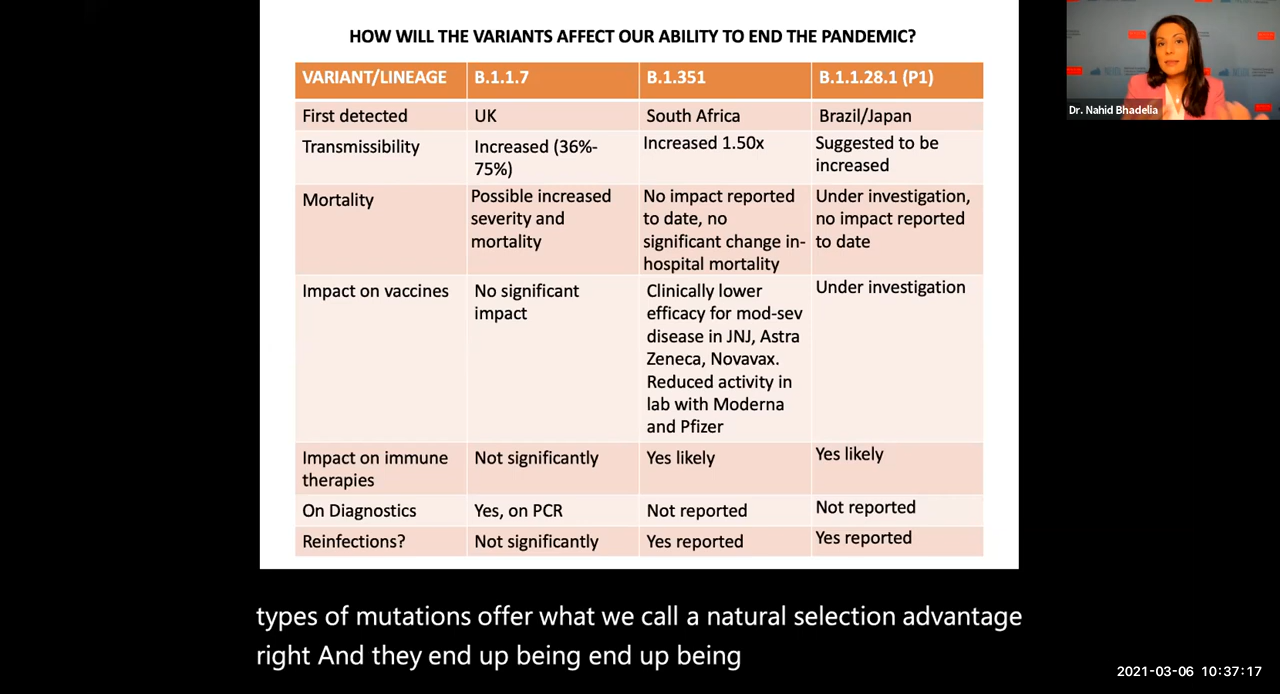 HOW WILL THE VARIANTS AFFECT OUR ABILITY TO END THE PANDEMIC?
VARIANT/LINEAGE B.1.1.7 B.1.351 B.1.1.28.1 (P1)
First detected UK South Africa Brazil/Japan
Transmissibility
Increased (36%-
75%)
Increased 1.50x
Suggested to be
increased
Mortality
Possible increased
severity and
mortality
No impact reported
to date, no
significant change in-
hospital mortality
Under investigation,
no impact reported
to date
Impact on vaccines
No significant
impact
Clinically lower
efficacy for mod-sev
disease in JNJ, Astra
Zeneca, Novavax.
Reduced activity in
lab with Moderna
and Pfizer
Under investigation
Impact on immune
therapies
Not significantly
Yes likely
Yes likely
On Diagnostics Yes, on PCR Not reported Not reported
Reinfections? Not significantly Yes reported Yes reported
Dr. Nahid Bhadelia
types of mutations offer what we call a natural selection advantage
right And they end up being end up being
2021-03-06 10:37:17